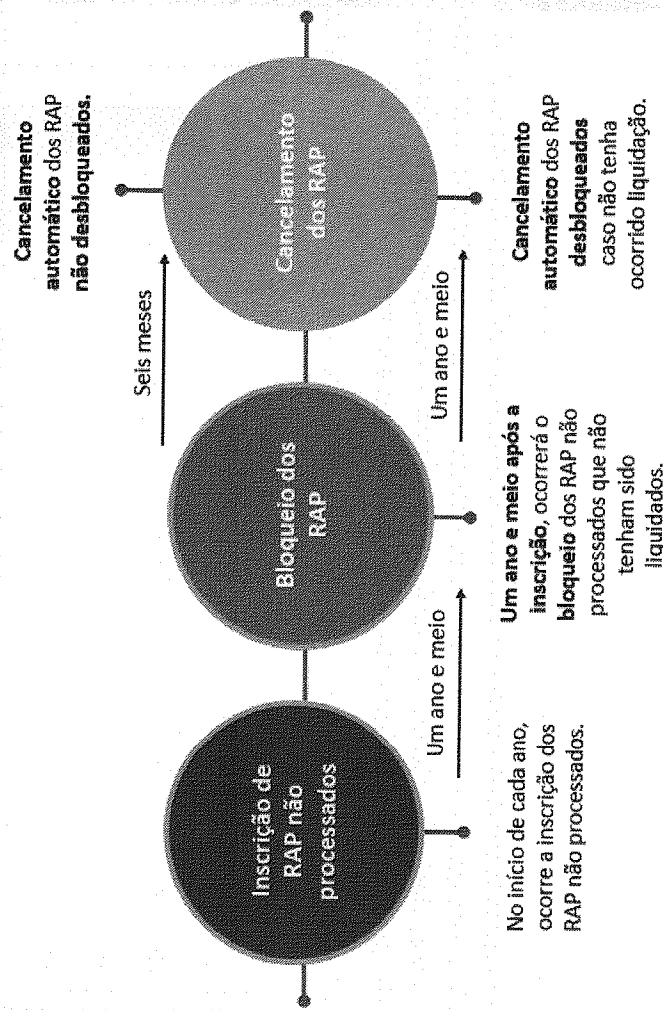 Cancelamento
automático dos RAP
não desbloqueados.
Seis meses
Inscrição de
RAP não
processados
Bloqueio dos
RAP
Cancelamento
dos RAP
Um ano e meio
Um ano e meio
No início de cada ano,
ocorre a inscrição dos
RAP não processados.
Um ano e meio após a
inscrição, ocorrerá o
bloqueio dos RAP não
processados que não
tenham sido
liquidados.
Cancelamento
automático dos RAP
desbloqueados
caso não tenha
ocorrido liquidação.